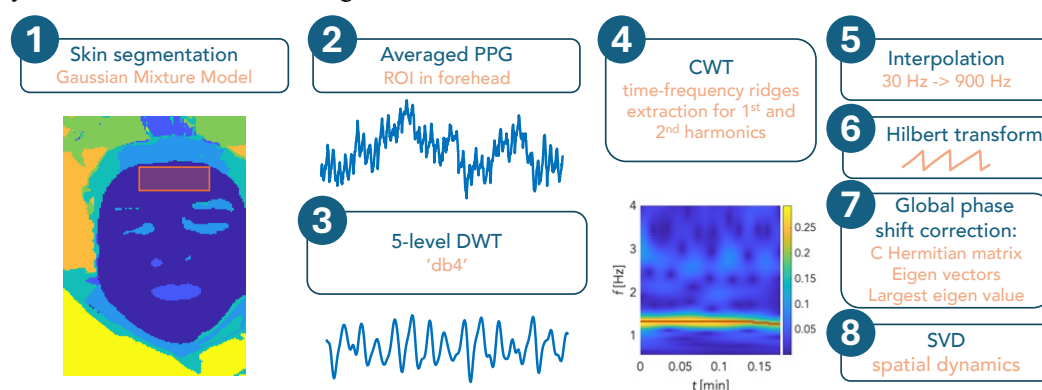 1
Skin segmentation
Gaussian Mixture Model
2
Averaged PPG
ROI in forehead
3
5-level DWT
'db4'
4
CWT
time-frequency ridges
extraction for 1st and
2nd harmonics
4
3
2
1
f [Hz]
0
0.05
0.1
0.15
t [min]
0.25
0.2
0.15
0.1
0.05
5
Interpolation
30 Hz -> 900 Hz
6
Hilbert transform
7
Global phase
shift correction:
C Hermitian matrix
Eigen vectors
Largest eigen value
8
SVD
spatial dynamics